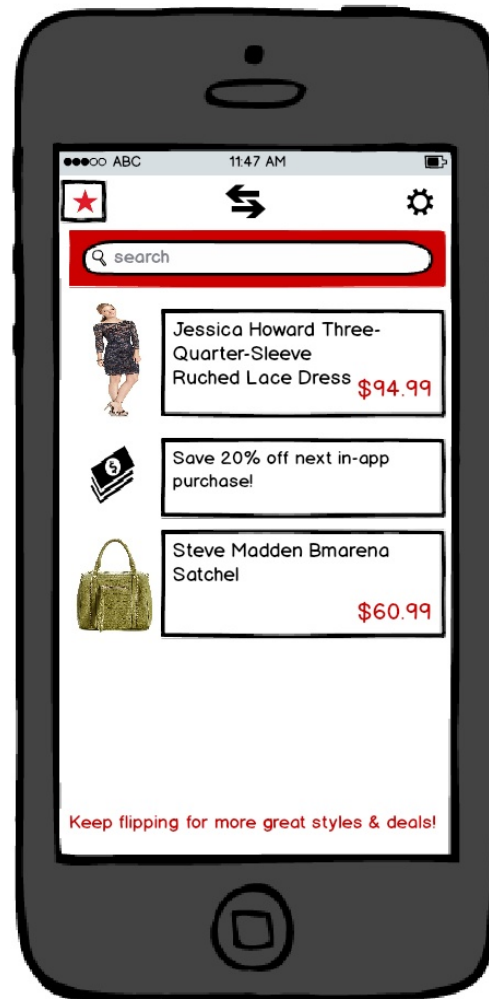 ABC
11:47 AM
search
Jessica Howard Three-
Quarter-Sleeve
Ruched Lace Dress
$94.99
Save 20% off next in-app
purchase!
Steve Madden Bmarena
Satchel
$60.99
Keep flipping for more great styles & deals!